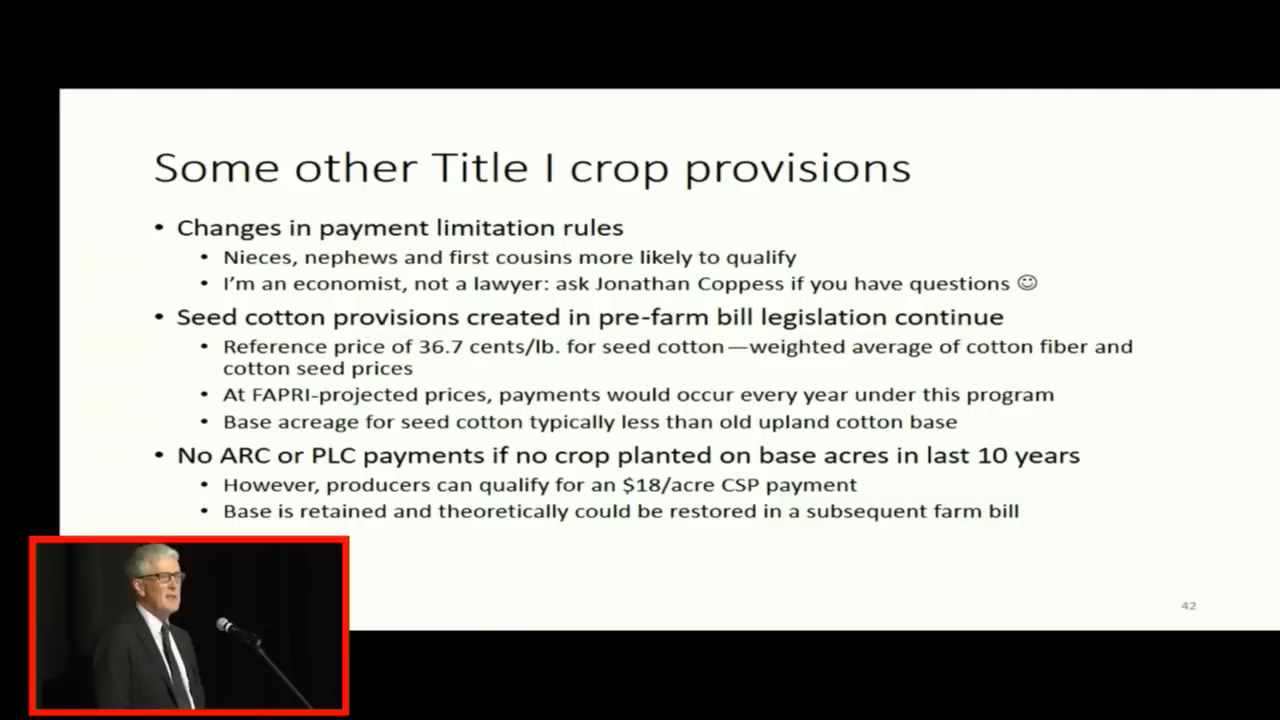 Some other Title I crop provisions
• Changes in payment limitation rules
• Nieces, nephews and first cousins more likely to qualify
• I'm an economist, not a lawyer: ask Jonathan Coppess if you have questions ☺
• Seed cotton provisions created in pre-farm bill legislation continue
• Reference price of 36.7 cents/lb. for seed cotton—weighted average of cotton fiber and
cotton seed prices
• At FAPRI-projected prices, payments would occur every year under this program
• Base acreage for seed cotton typically less than old upland cotton base
• No ARC or PLC payments if no crop planted on base acres in last 10 years
• However, producers can qualify for an $18/acre CSP payment
• Base is retained and theoretically could be restored in a subsequent farm bill
42